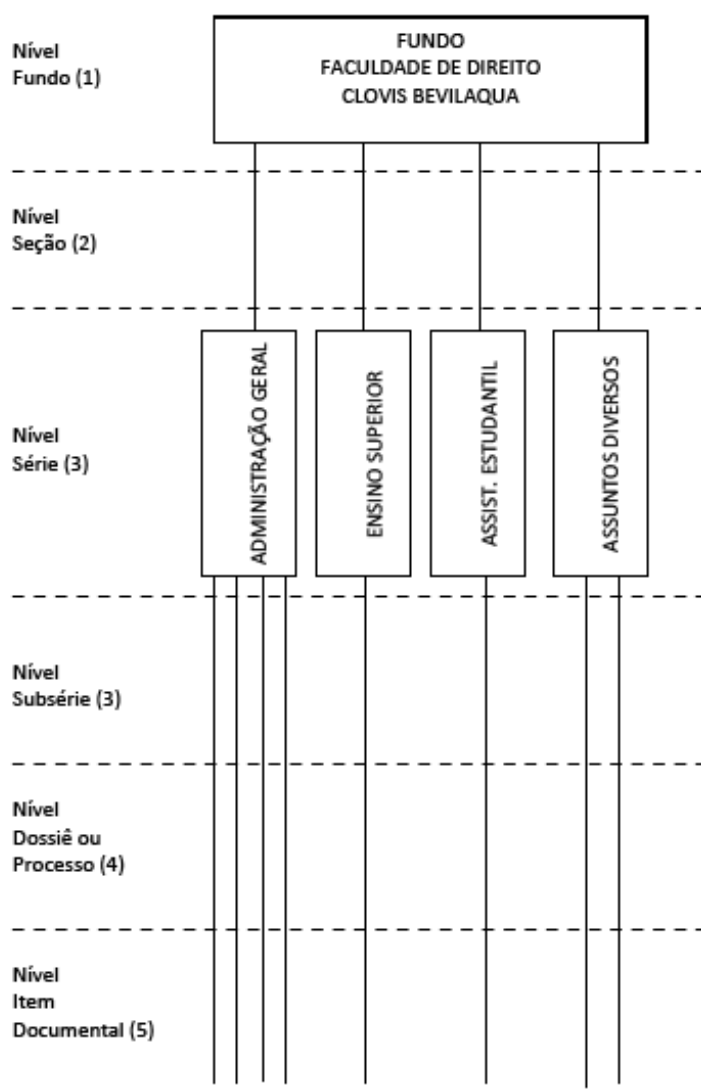 Nível
Fundo (1)
FUNDO
FACULDADE DE DIREITO
CLOVIS BEVILAQUA
Nível
Seção (2)
Nível
Série (3)
ADMINISTRAÇÃO GERAL
ENSINO SUPERIOR
ASSIST. ESTUDANTIL
ASSUNTOS DIVERSOS
Nível
Subsérie (3)
Nível
Dossiê ou
Processo (4)
Nível
Item
Documental (5)